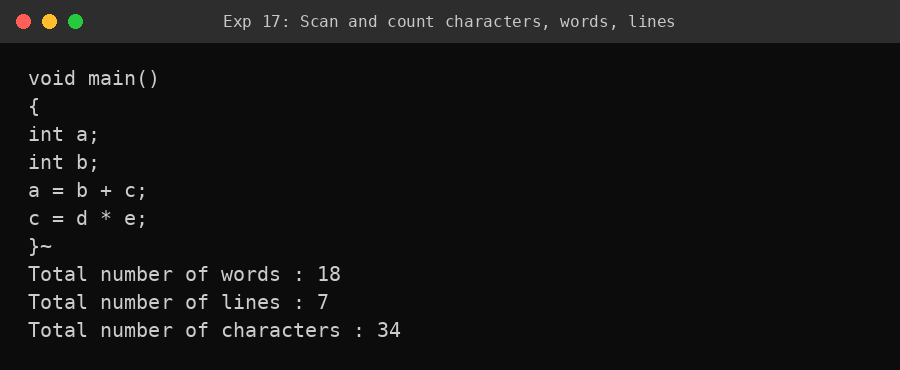 Exp 17: Scan and count characters, words, lines
void main()
{
int a;
int b;
a = b + c;
c = d * e;
}~
Total number of words : 18
Total number of lines : 7
Total number of characters : 34